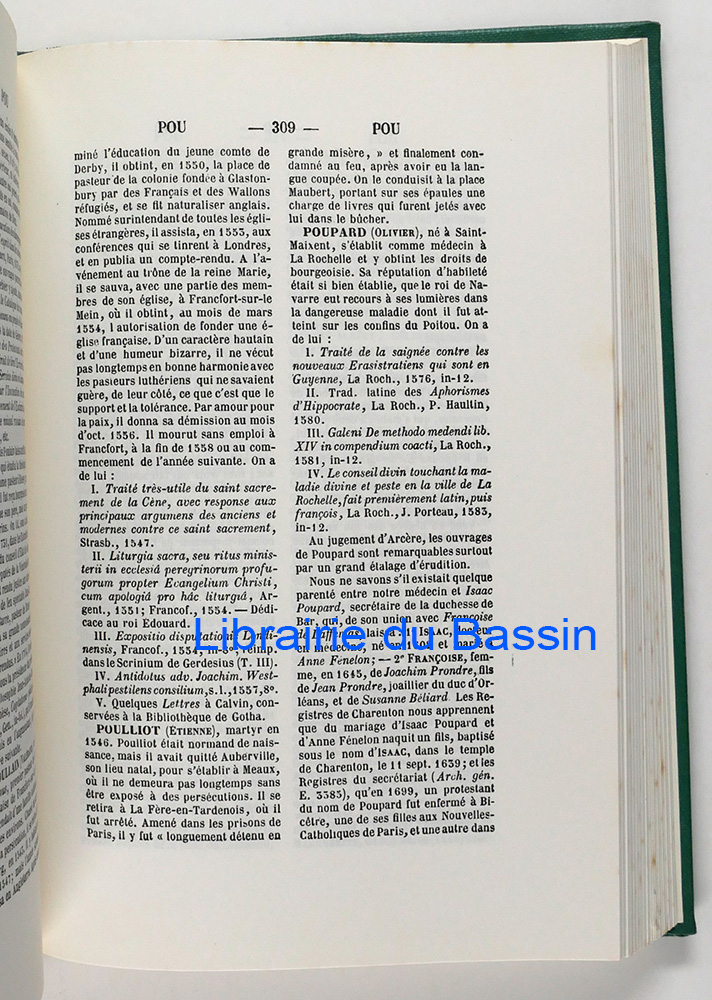 POU — 309 — POU
miné l'éducation du jeune comte de
Derby, il obtint, en 1550, la place de
pasteur de la colonie fondée à Glaston-
bury par des Français et des Wallons
réfugiés, et se fit naturaliser anglais.
Nommé surintendant de toutes les égli-
ses étrangères, il assista, en 1553, aux
conférences qui se tinrent à Londres,
et en publia un compte-rendu. A l'a-
vénement au trône de la reine Marie,
il se sauva, avec une partie des mem-
bres de son église, à Francfort-sur-le
Mein, où il obtint, au mois de mars
1554, l autorisation de fonder une é-
glise française. D'un caractère hautain
et d'une humeur bizarre, il ne vécut
pas longtemps en bonne harmonie avec
les pasteurs luthériens qui ne savaient
guère, de leur côté, ce que c'est que le
support et la tolérance. Par amour pour
la paix, il donna sa démission au mois
d'oct. 1556. Il mourut sans emploi à
Francfort, à la fin de 1558 ou au com-
mencement de l'année suivante. On a
de lui :
I. Traité très-utile du saint sacre-
ment de la Cène, avec response aux
principaux argumens des anciens et
modernes contre ce saint sacrement,
Strasb., 1547.
II. Liturgia sacra, seu ritus minis-
terii in ecclesiâ peregrinorum profu-
gorum propter Evangelium Christi,
cum apologiâ pro hâc liturgiâ, Ar-
gent., 1551; Francof., 1554. — Dédi-
cace au roi Edouard.
III. Expositio disputationis Londi-
nensis, Francof., 1554, in-8°; réimp.
dans le Scrinium de Gerdesius (T. III).
IV. Antidotus adv. Joachim. West-
phali pestilens consilium, s. l., 1557, 8°.
V. Quelques Lettres à Calvin, con-
servées à la Bibliothèque de Gotha.
POULLIOT (ÉTIENNE), martyr en
1546. Poulliot était normand de nais-
sance, mais il avait quitté Auberville,
son lieu natal, pour s'établir à Meaux,
où il ne demeura pas longtemps sans
être exposé à des persécutions. Il se
retira à La Fère-en-Tardenois, où il
fut arrêté. Amené dans les prisons de
Paris, il y fut « longuement détenu en
grande misère, » et finalement con-
damné au feu, après avoir eu la lan-
gue coupée. On le conduisit à la place
Maubert, portant sur ses épaules une
charge de livres qui furent jetés avec
lui dans le bûcher.
POUPARD (OLIVIER), né à Saint-
Maixent, s'établit comme médecin à
La Rochelle et y obtint les droits de
bourgeoisie. Sa réputation d'habileté
était si bien établie, que le roi de Na-
varre eut recours à ses lumières dans
la dangereuse maladie dont il fut at-
teint sur les confins du Poitou. On a
de lui :
I. Traité de la saignée contre les
nouveaux Erasistratiens qui sont en
Guyenne, La Roch., 1576, in-12.
II. Trad. latine des Aphorismes
d'Hippocrate, La Roch., P. Haultin,
1580.
III. Galeni De methodo medendi lib.
XIV in compendium coacti, La Roch.,
1581, in-12.
IV. Le conseil divin touchant la ma-
ladie divine et peste en la ville de La
Rochelle, fait premièrement latin, puis
françois, La Roch., J. Porteau, 1583,
in-12.
Au jugement d'Arcère, les ouvrages
de Poupard sont remarquables surtout
par un grand étalage d'érudition.
Nous ne savons s'il existait quelque
parenté entre notre médecin et Isaac
Poupard, secrétaire de la duchesse de
Bar, qui, de son union avec Françoise
de laissa: 1° ISAAC, docteur
en médecine, né
Anne Fénelon; — 2° FRANÇOISE, fem-
me, en 1645, de Joachim Prondre, fils
de Jean Prondre, joaillier du duc d'Or-
léans, et de Susanne Béliard. Les Re-
gistres de Charenton nous apprennent
que du mariage d'Isaac Poupard et
d'Anne Fénelon naquit un fils, baptisé
sous le nom d'ISAAC, dans le temple
de Charenton, le 11 sept. 1639; et les
Registres du secrétariat (Arch. gén.
E. 3385), qu'en 1699, un protestant
du nom de Poupard fut enfermé à Bi-
cêtre, une de ses filles aux Nouvelles-
Catholiques de Paris, et une autre dans
Librairie du Bassin